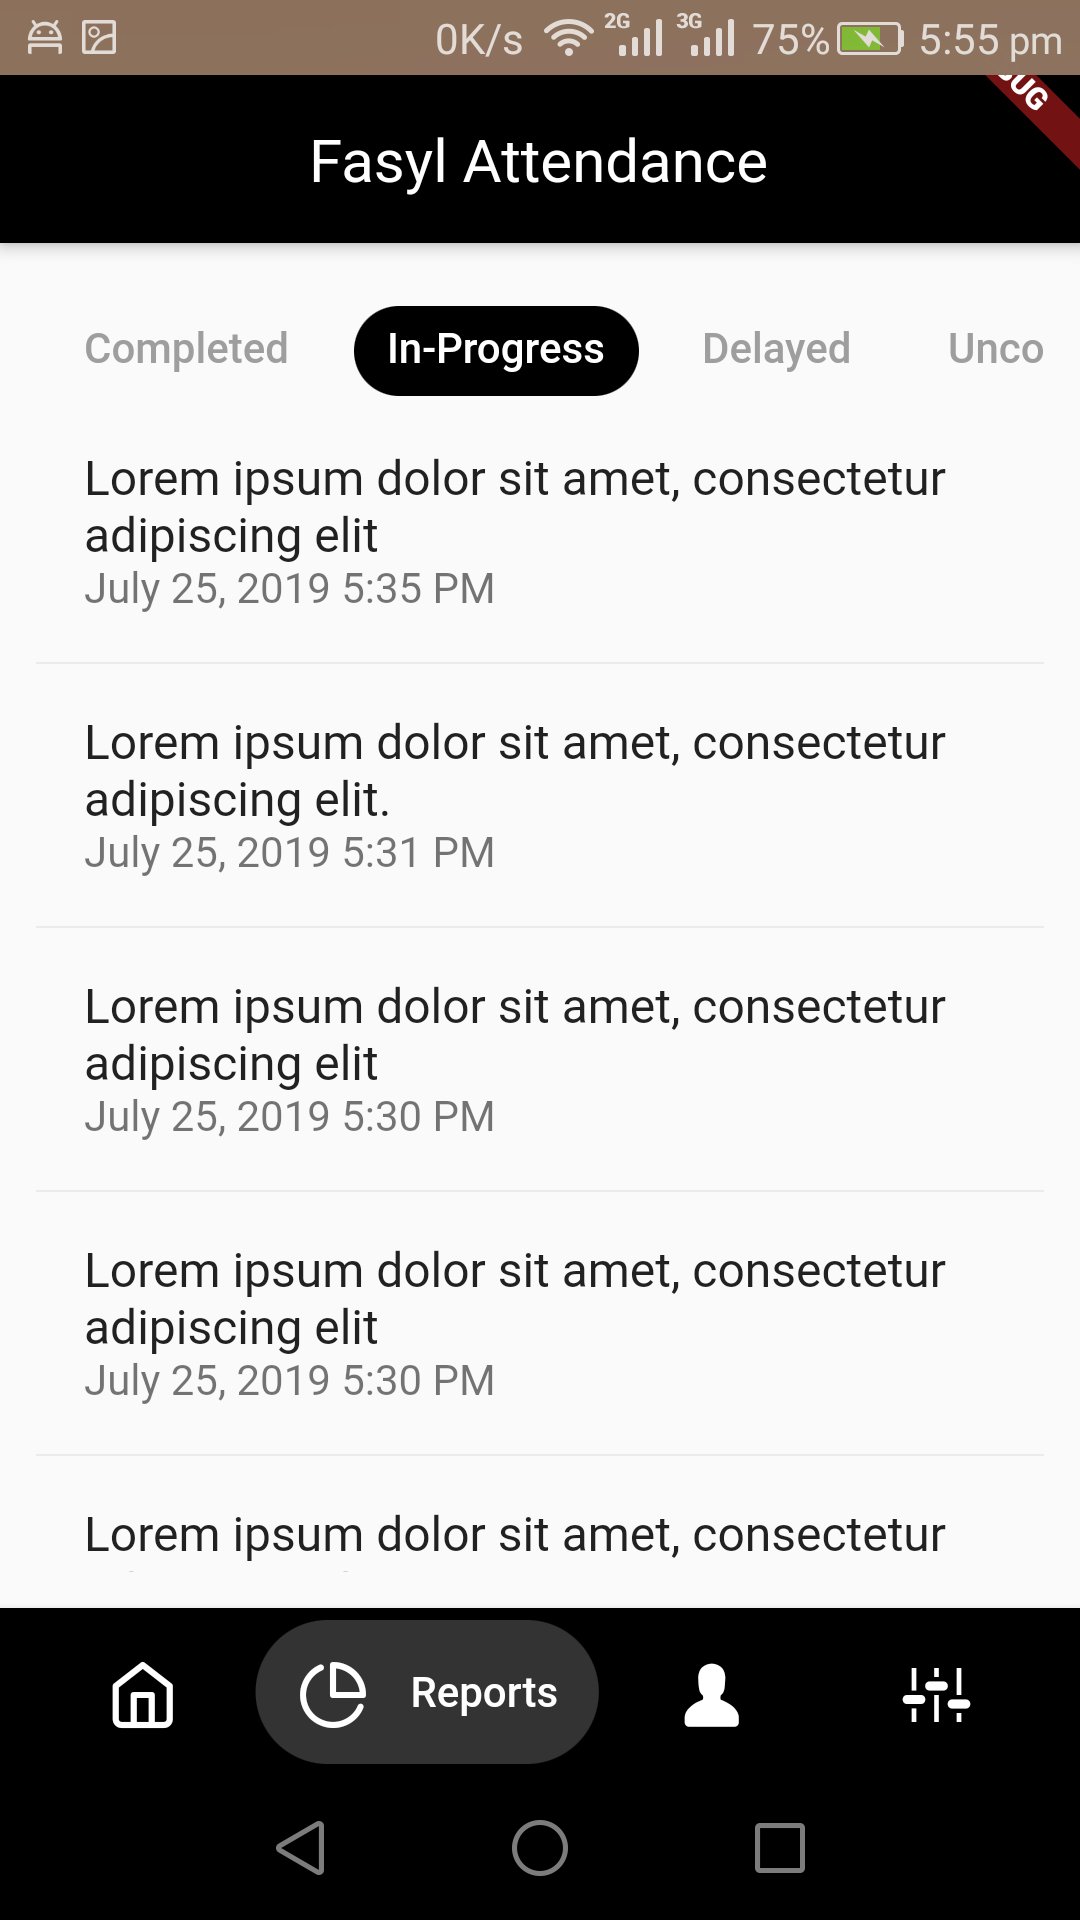 0K/s 2G 3G 75% 5:55 pm
Fasyl Attendance
Completed In-Progress Delayed Unco
Lorem ipsum dolor sit amet, consectetur
adipiscing elit
July 25, 2019 5:35 PM
Lorem ipsum dolor sit amet, consectetur
adipiscing elit.
July 25, 2019 5:31 PM
Lorem ipsum dolor sit amet, consectetur
adipiscing elit
July 25, 2019 5:30 PM
Lorem ipsum dolor sit amet, consectetur
adipiscing elit
July 25, 2019 5:30 PM
Lorem ipsum dolor sit amet, consectetur
Reports